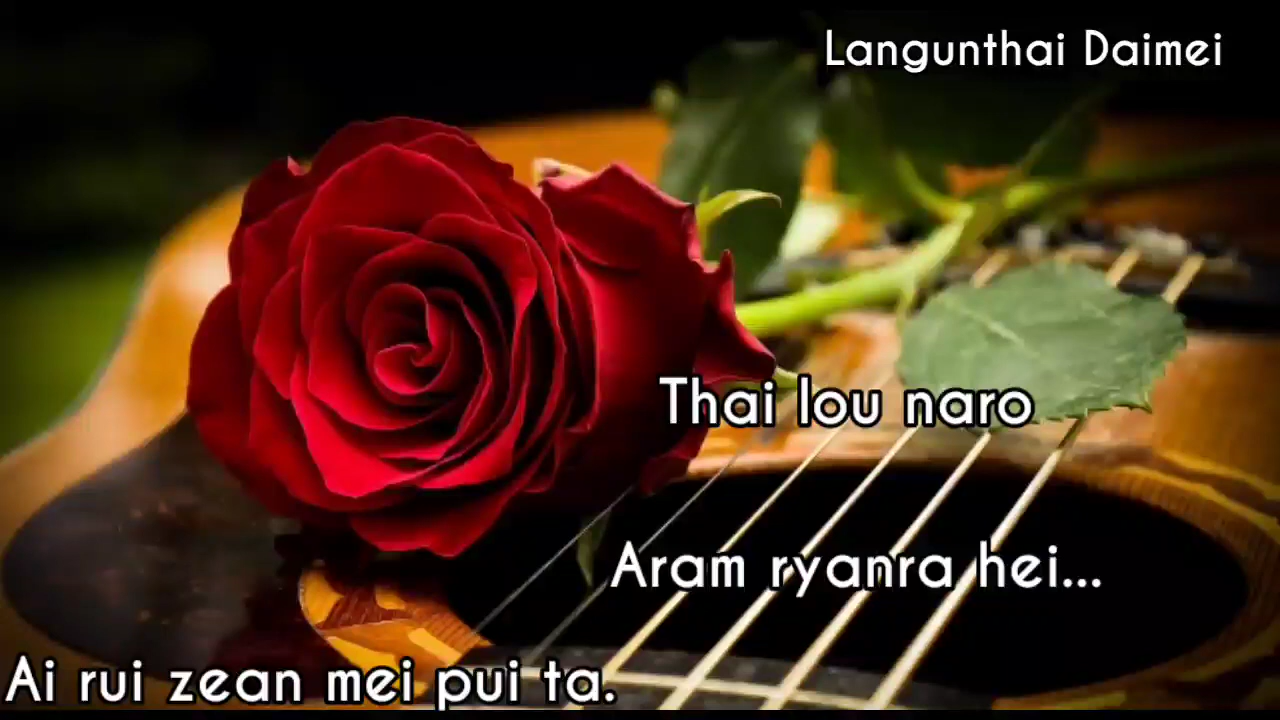 Langunthai Daimei
Thai lou naro
Aram ryanra hei...
Ai rui zean mei pui ta.